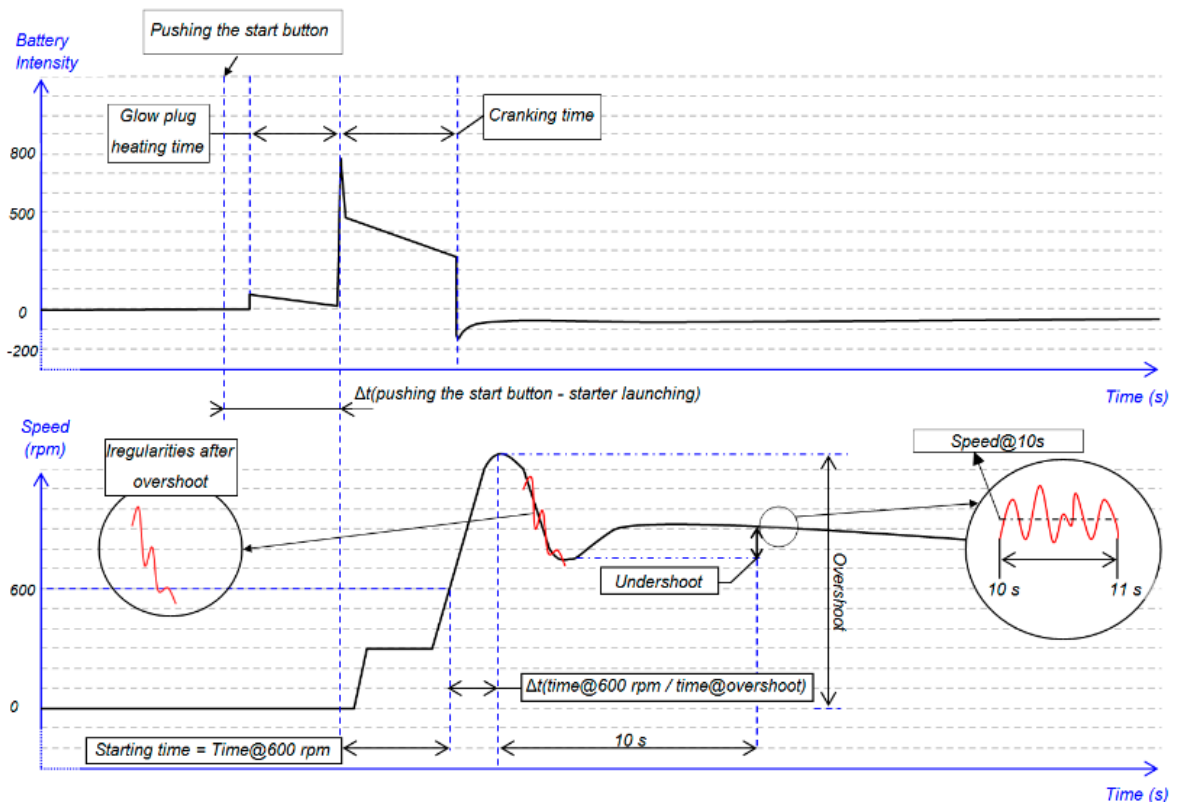 Pushing the start button
Battery
Intensity
Glow plug
heating time
Cranking time
800
500
0
-200
Time (s)
Δt(pushing the start button - starter launching)
Speed
(rpm)
Irregularities after
overshoot
Speed@10s
600
Undershoot
Overshoot
10 s
11 s
Δt(time@600 rpm / time@overshoot)
0
Starting time = Time@600 rpm
10 s
Time (s)